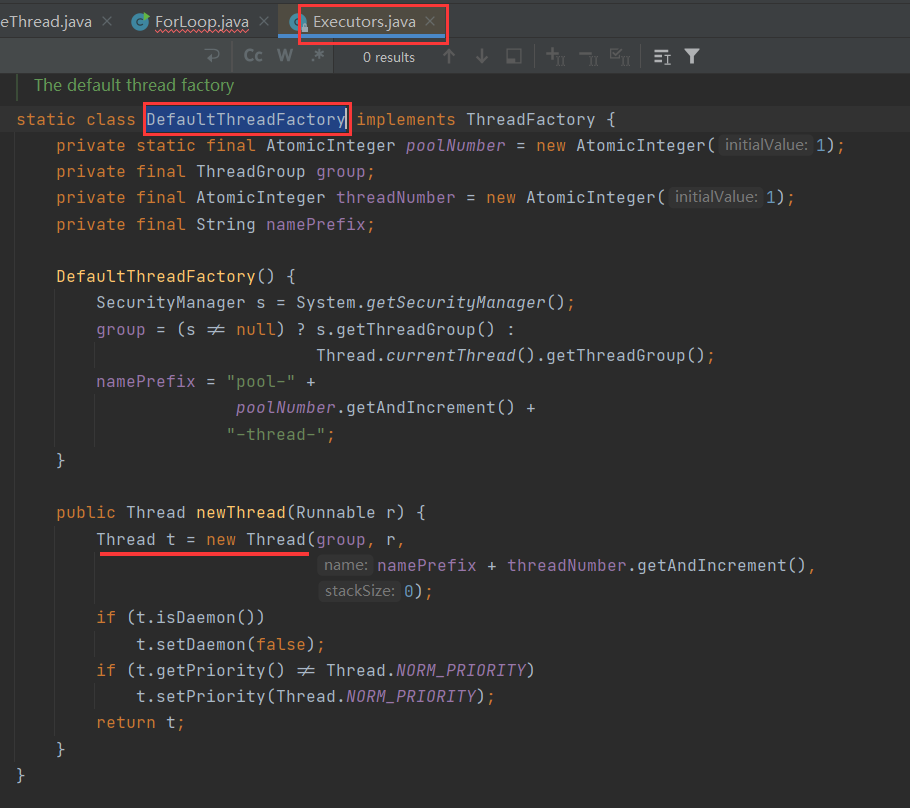 eThread.java × ForLoop.java × Executors.java ×
Cc W .* 0 results
The default thread factory
static class DefaultThreadFactory implements ThreadFactory {
private static final AtomicInteger poolNumber = new AtomicInteger( initialValue: 1);
private final ThreadGroup group;
private final AtomicInteger threadNumber = new AtomicInteger( initialValue: 1);
private final String namePrefix;
DefaultThreadFactory() {
SecurityManager s = System.getSecurityManager();
group = (s ≠ null) ? s.getThreadGroup() :
Thread.currentThread().getThreadGroup();
namePrefix = "pool-" +
poolNumber.getAndIncrement() +
"-thread-";
}
public Thread newThread(Runnable r) {
Thread t = new Thread(group, r,
name: namePrefix + threadNumber.getAndIncrement(),
stackSize: 0);
if (t.isDaemon())
t.setDaemon(false);
if (t.getPriority() ≠ Thread.NORM_PRIORITY)
t.setPriority(Thread.NORM_PRIORITY);
return t;
}
}